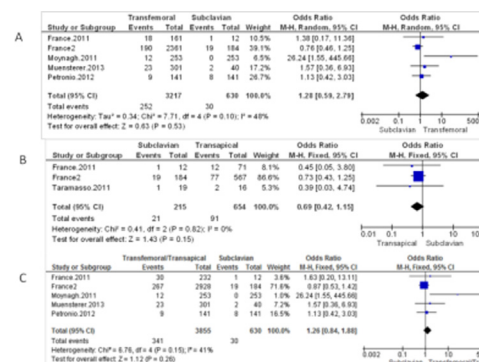 A
Transfemoral Subclavian Odds Ratio Odds Ratio
Study or Subgroup Events Total Events Total Weight M-H, Random, 95% CI M-H, Random, 95% CI
France.2011 18 161 1 12 1.38 [0.17, 11.36]
France2 190 2361 19 184 39.1% 0.76 [0.46, 1.25]
Moynagh.2011 12 253 0 253 6.5% 26.24 [1.55, 445.66]
Muensterer.2013 23 301 2 40 1.57 [0.36, 6.93]
Petronio.2012 9 141 8 141 26.7% 1.13 [0.42, 3.03]
Total (95% CI) 3217 630 100.0% 1.28 [0.59, 2.79]
Total events 252 30
Heterogeneity: Tau² = 0.34; Chi² = 7.71, df = 4 (P = 0.10); I² = 48%
Test for overall effect: Z = 0.63 (P = 0.53)
0.002 0.1 1 10 500
Subclavian Transfemoral
B
Subclavian Transapical Odds Ratio Odds Ratio
Study or Subgroup Events Total Events Total Weight M-H, Fixed, 95% CI M-H, Fixed, 95% CI
France.2011 1 12 12 71 8.1% 0.45 [0.05, 3.80]
France2 19 184 77 567 86.6% 0.73 [0.43, 1.25]
Taramasso.2011 1 19 2 16 0.39 [0.03, 4.74]
Total (95% CI) 215 654 100.0% 0.69 [0.42, 1.15]
Total events 21 91
Heterogeneity: Chi² = 0.41, df = 2 (P = 0.82); I² = 0%
Test for overall effect: Z = 1.43 (P = 0.15)
0.002 0.1 1 10
Transapical Subclavian
C
Transfemoral/Transapical Subclavian Odds Ratio Odds Ratio
Study or Subgroup Events Total Events Total Weight M-H, Fixed, 95% CI M-H, Fixed, 95% CI
France.2011 30 232 1 12 1.63 [0.20, 13.11]
France2 267 2928 19 184 71.6% 0.87 [0.53, 1.42]
Moynagh.2011 12 253 0 253 26.24 [1.55, 445.66]
Muensterer.2013 23 301 2 40 1.57 [0.36, 6.93]
Petronio.2012 9 141 8 141 1.13 [0.42, 3.03]
Total (95% CI) 3855 630 100.0% 1.26 [0.84, 1.88]
Total events 341 30
Heterogeneity: Chi² = 6.76, df = 4 (P = 0.15); I² = 41%
Test for overall effect: Z = 1.12 (P = 0.26)
0.002 0.1 1 10